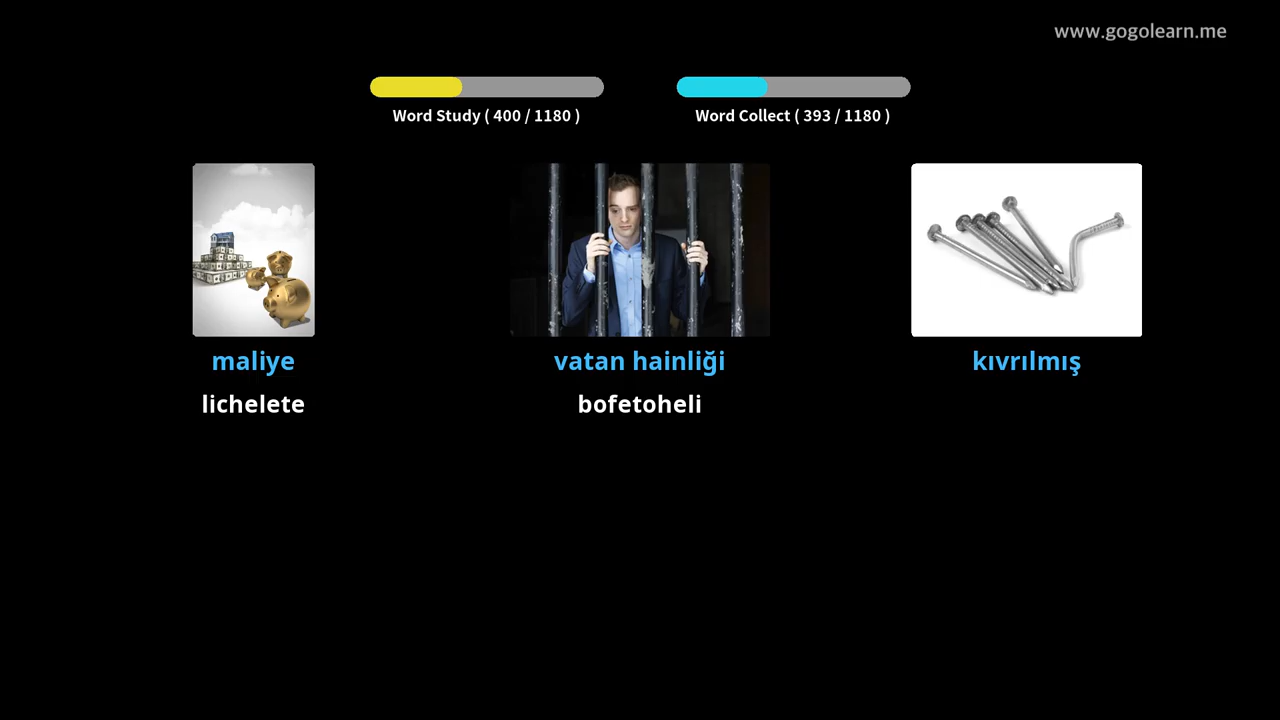 www.gogolearn.me
Word Study ( 400 / 1180 )
Word Collect ( 393 / 1180 )
maliye
vatan hainliği
kıvrılmış
lichelete
bofetoheli